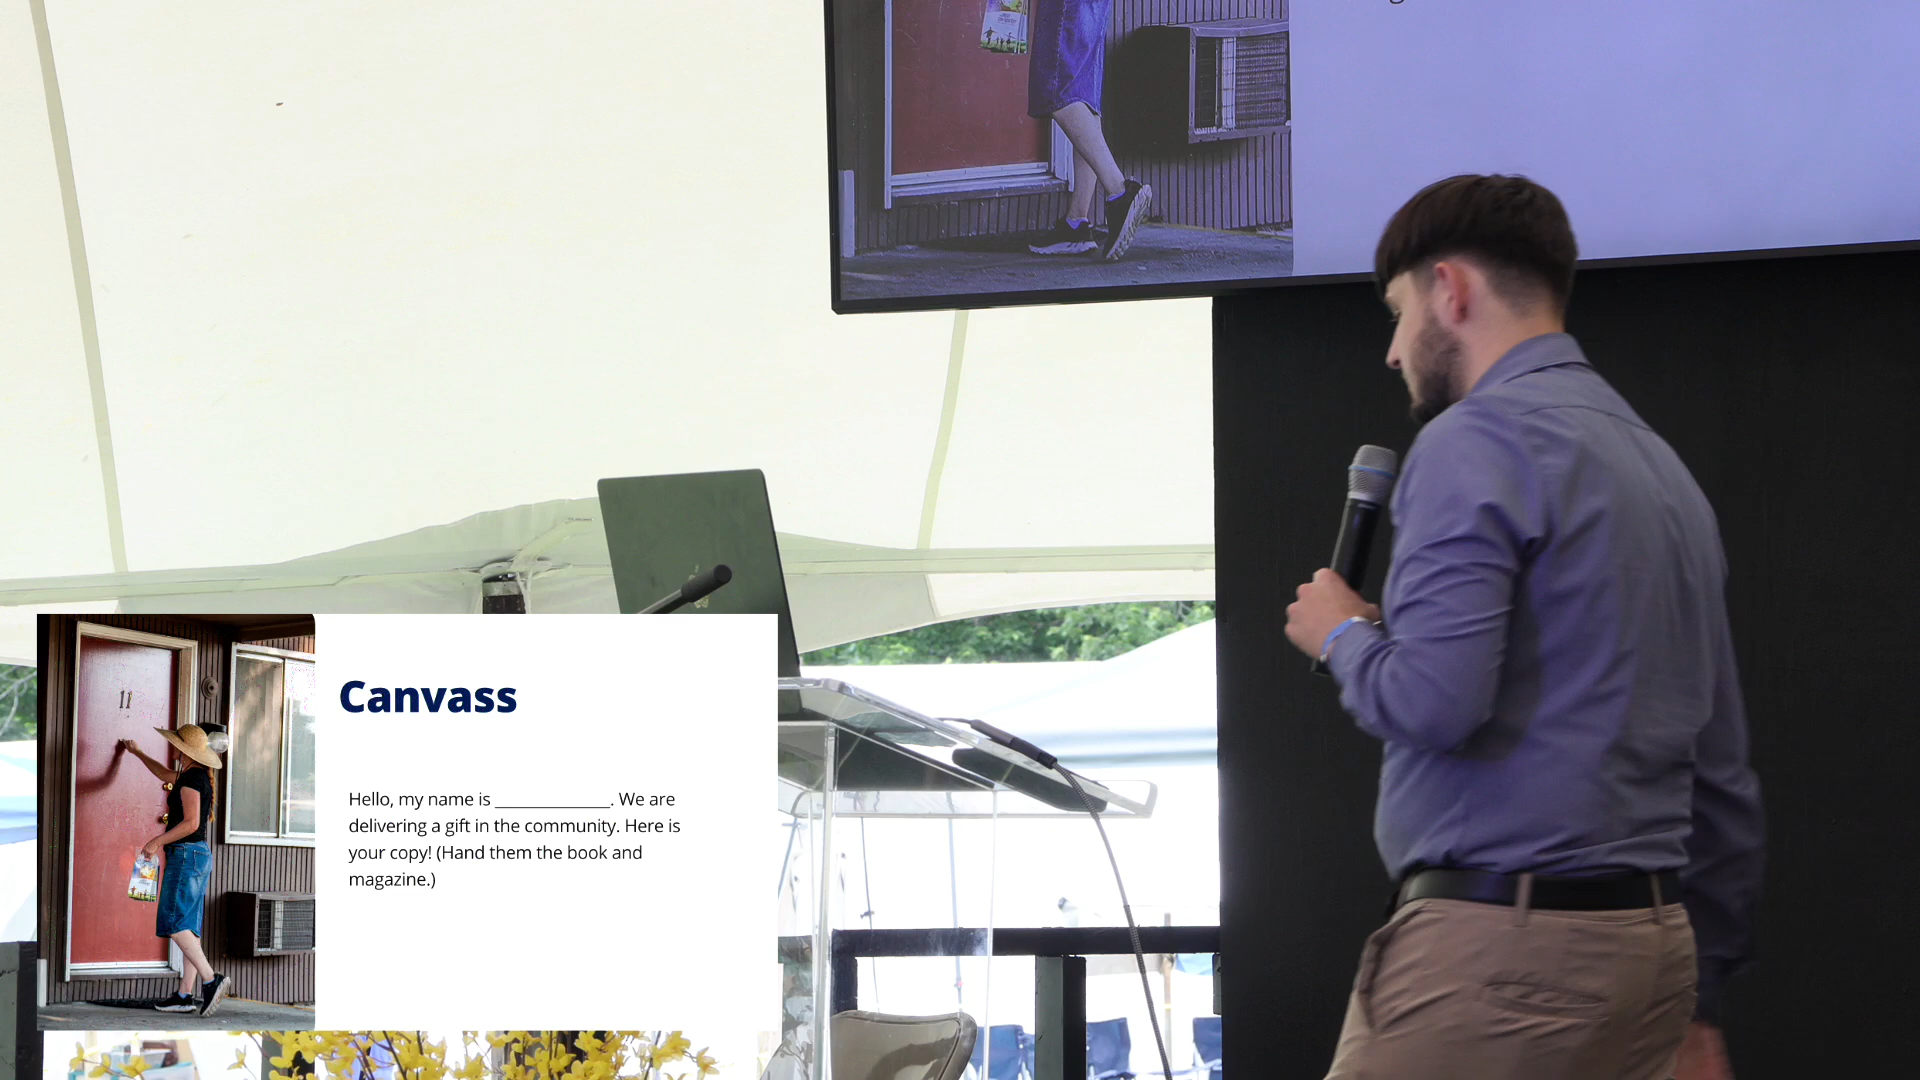 11
Canvass
Hello, my name is ______________. We are
delivering a gift in the community. Here is
your copy! (Hand them the book and
magazine.)